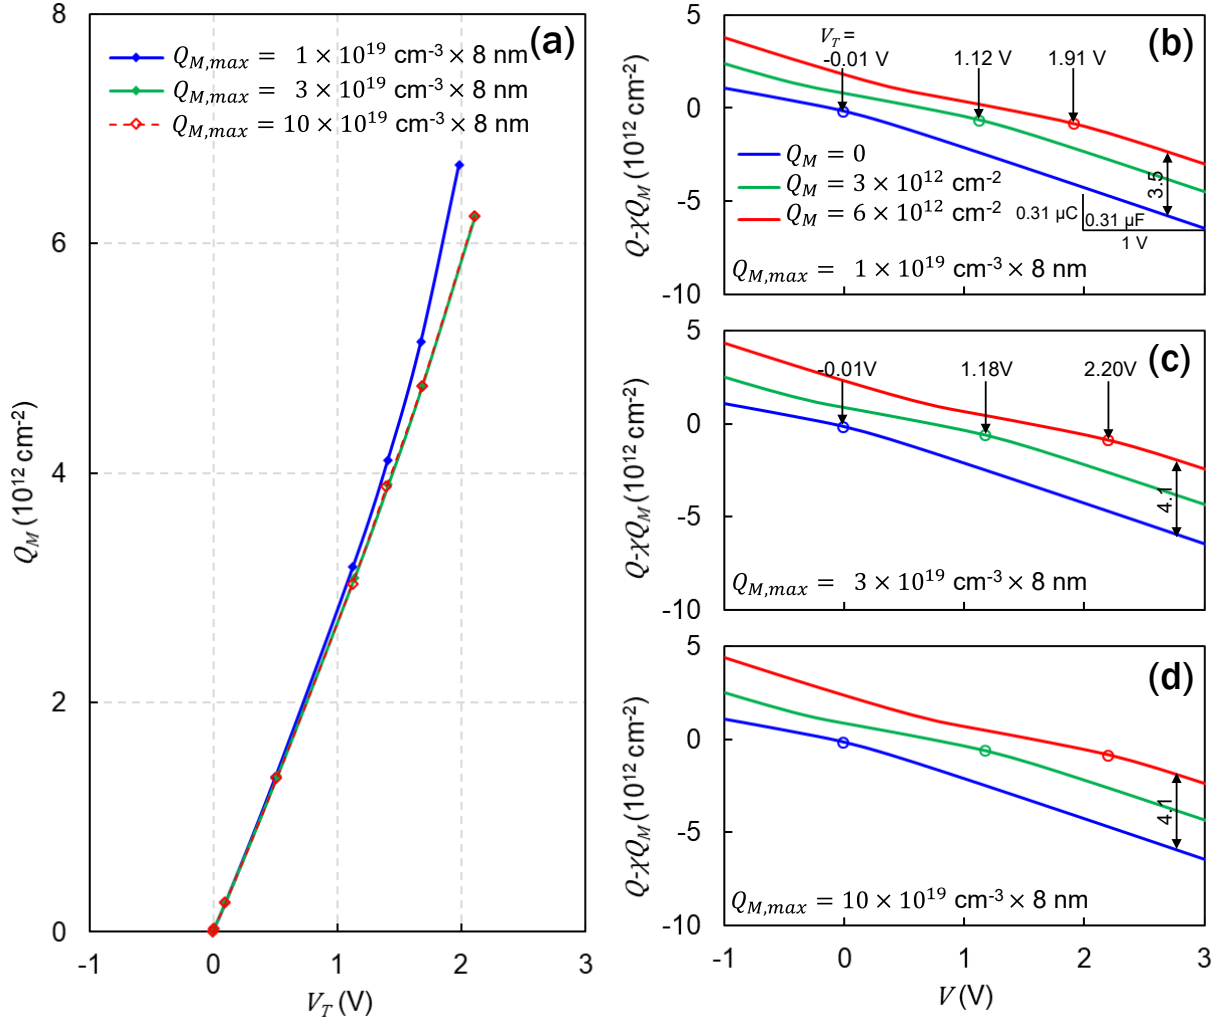 (a)
Q_M,max = 1 × 10^19 cm^-3 × 8 nm
Q_M,max = 3 × 10^19 cm^-3 × 8 nm
Q_M,max = 10 × 10^19 cm^-3 × 8 nm
8
6
4
2
0
Q_M (10^12 cm^-2)
-1 0 1 2 3
V_T (V)
(b)
V_T =
-0.01 V 1.12 V 1.91 V
5
0
-5
-10
Q-χQ_M (10^12 cm^-2)
Q_M = 0
Q_M = 3 × 10^12 cm^-2
Q_M = 6 × 10^12 cm^-2
3.5
0.31 μC
0.31 μF
1 V
Q_M,max = 1 × 10^19 cm^-3 × 8 nm
(c)
-0.01V 1.18V 2.20V
5
0
-5
-10
Q-χQ_M (10^12 cm^-2)
4.1
Q_M,max = 3 × 10^19 cm^-3 × 8 nm
(d)
5
0
-5
-10
Q-χQ_M (10^12 cm^-2)
4.1
Q_M,max = 10 × 10^19 cm^-3 × 8 nm
-1 0 1 2 3
V (V)